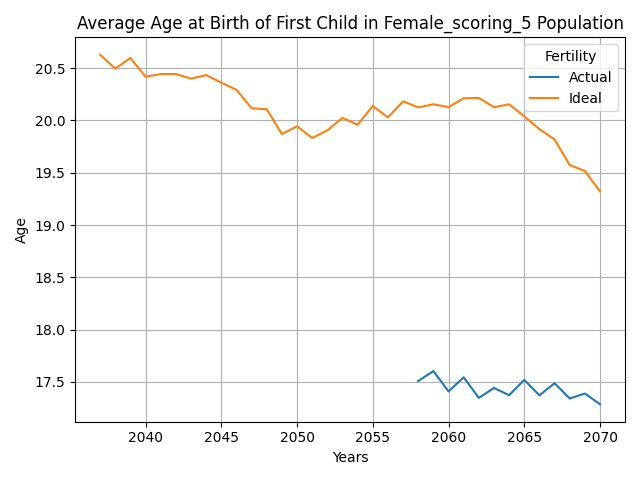 Average Age at Birth of First Child in Female_scoring_5 Population
Fertility
Actual
Ideal
20.5
20.0
19.5
19.0
18.5
18.0
17.5
Age
2040 2045 2050 2055 2060 2065 2070
Years